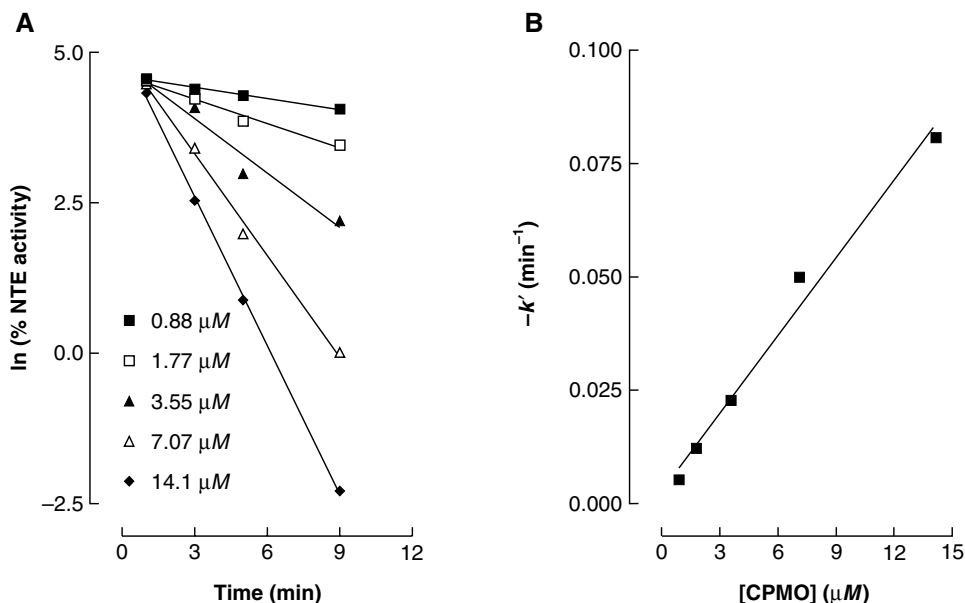 A
5.0
2.5
0.0
−2.5
ln (% NTE activity)
■ 0.88 μM
□ 1.77 μM
▲ 3.55 μM
△ 7.07 μM
◆ 14.1 μM
0 3 6 9 12
Time (min)
B
0.100
0.075
0.050
0.025
0.000
−k′ (min⁻¹)
0 3 6 9 12 15
[CPMO] (μM)